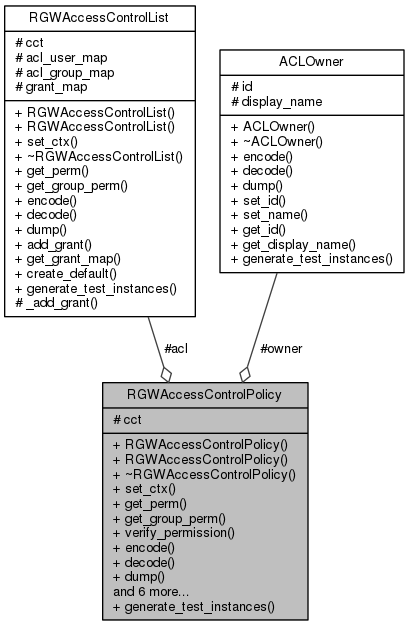 RGWAccessControlList
# cct
# acl_user_map
# acl_group_map
# grant_map
+ RGWAccessControlList()
+ RGWAccessControlList()
+ set_ctx()
+ ~RGWAccessControlList()
+ get_perm()
+ get_group_perm()
+ encode()
+ decode()
+ dump()
+ add_grant()
+ get_grant_map()
+ create_default()
+ generate_test_instances()
# _add_grant()
ACLOwner
# id
# display_name
+ ACLOwner()
+ ~ACLOwner()
+ encode()
+ decode()
+ dump()
+ set_id()
+ set_name()
+ get_id()
+ get_display_name()
+ generate_test_instances()
#acl
#owner
RGWAccessControlPolicy
# cct
+ RGWAccessControlPolicy()
+ RGWAccessControlPolicy()
+ ~RGWAccessControlPolicy()
+ set_ctx()
+ get_perm()
+ get_group_perm()
+ verify_permission()
+ encode()
+ decode()
+ dump()
and 6 more...
+ generate_test_instances()